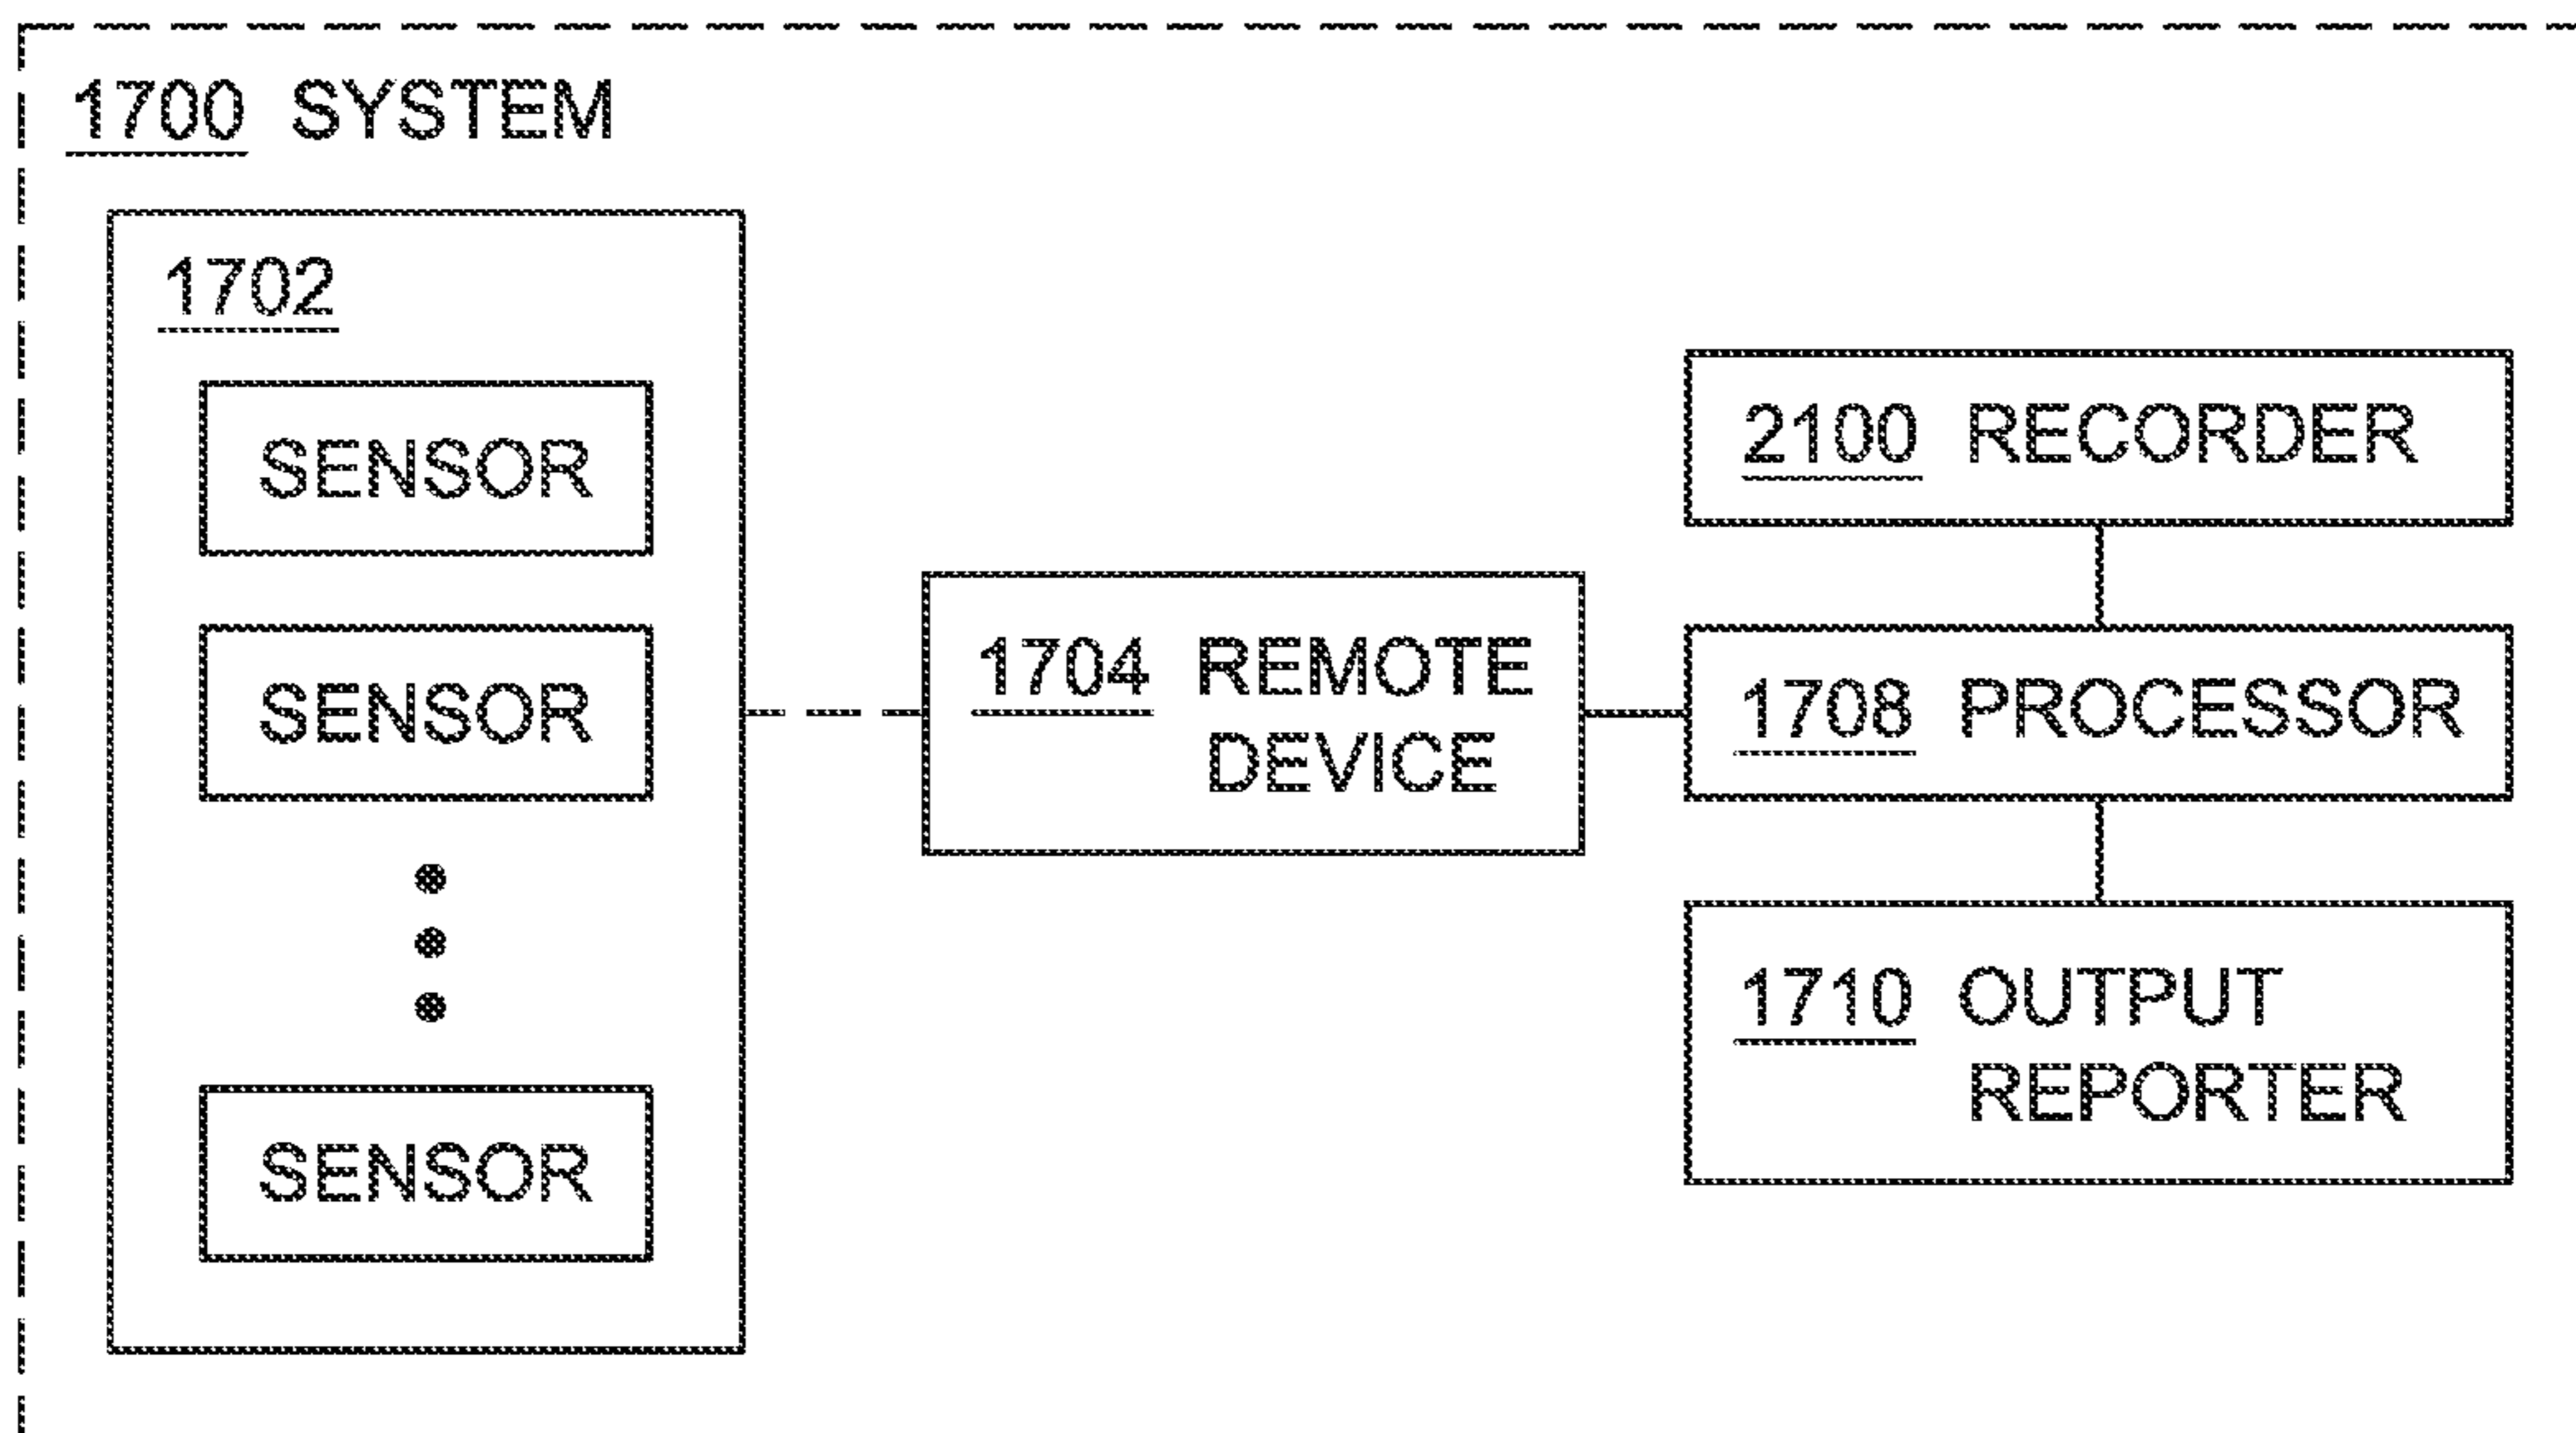 1700 SYSTEM
1702
SENSOR
SENSOR
SENSOR
1704 REMOTE
DEVICE
2100 RECORDER
1708 PROCESSOR
1710 OUTPUT
REPORTER